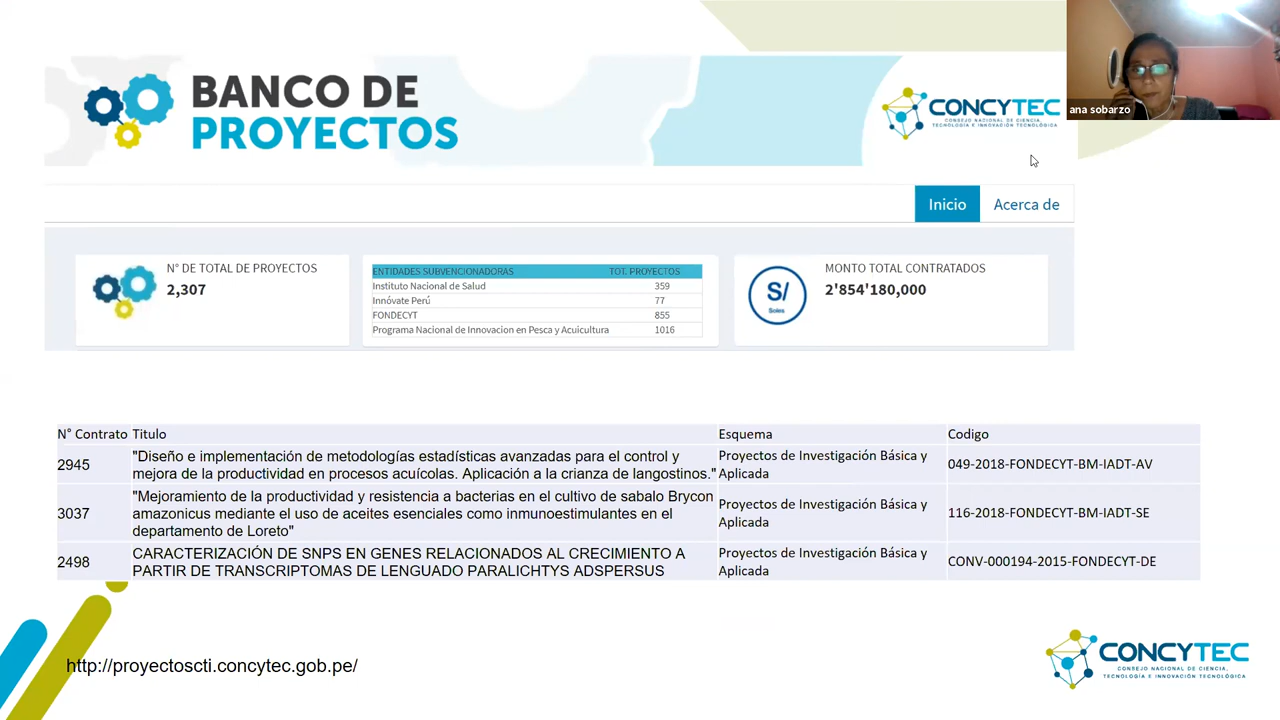 BANCO DE
PROYECTOS
CONCYTEC
CONSEJO NACIONAL DE CIENCIA,
TECNOLOGÍA E INNOVACIÓN TECNOLÓGICA
ana sobarzo
Inicio
Acerca de
N° DE TOTAL DE PROYECTOS
2,307
ENTIDADES SUBVENCIONADORAS TOT. PROYECTOS
Instituto Nacional de Salud 359
Innóvate Perú 77
FONDECYT 855
Programa Nacional de Innovacion en Pesca y Acuicultura 1016
S/
Soles
MONTO TOTAL CONTRATADOS
2'854'180,000
N° Contrato Titulo Esquema Codigo
2945 "Diseño e implementación de metodologías estadísticas avanzadas para el control y
mejora de la productividad en procesos acuícolas. Aplicación a la crianza de langostinos." Proyectos de Investigación Básica y
Aplicada 049-2018-FONDECYT-BM-IADT-AV
3037 "Mejoramiento de la productividad y resistencia a bacterias en el cultivo de sabalo Brycon
amazonicus mediante el uso de aceites esenciales como inmunoestimulantes en el
departamento de Loreto" Proyectos de Investigación Básica y
Aplicada 116-2018-FONDECYT-BM-IADT-SE
2498 CARACTERIZACIÓN DE SNPS EN GENES RELACIONADOS AL CRECIMIENTO A
PARTIR DE TRANSCRIPTOMAS DE LENGUADO PARALICHTYS ADSPERSUS Proyectos de Investigación Básica y
Aplicada CONV-000194-2015-FONDECYT-DE
http://proyectoscti.concytec.gob.pe/
CONCYTEC
CONSEJO NACIONAL DE CIENCIA,
TECNOLOGÍA E INNOVACIÓN TECNOLÓGICA